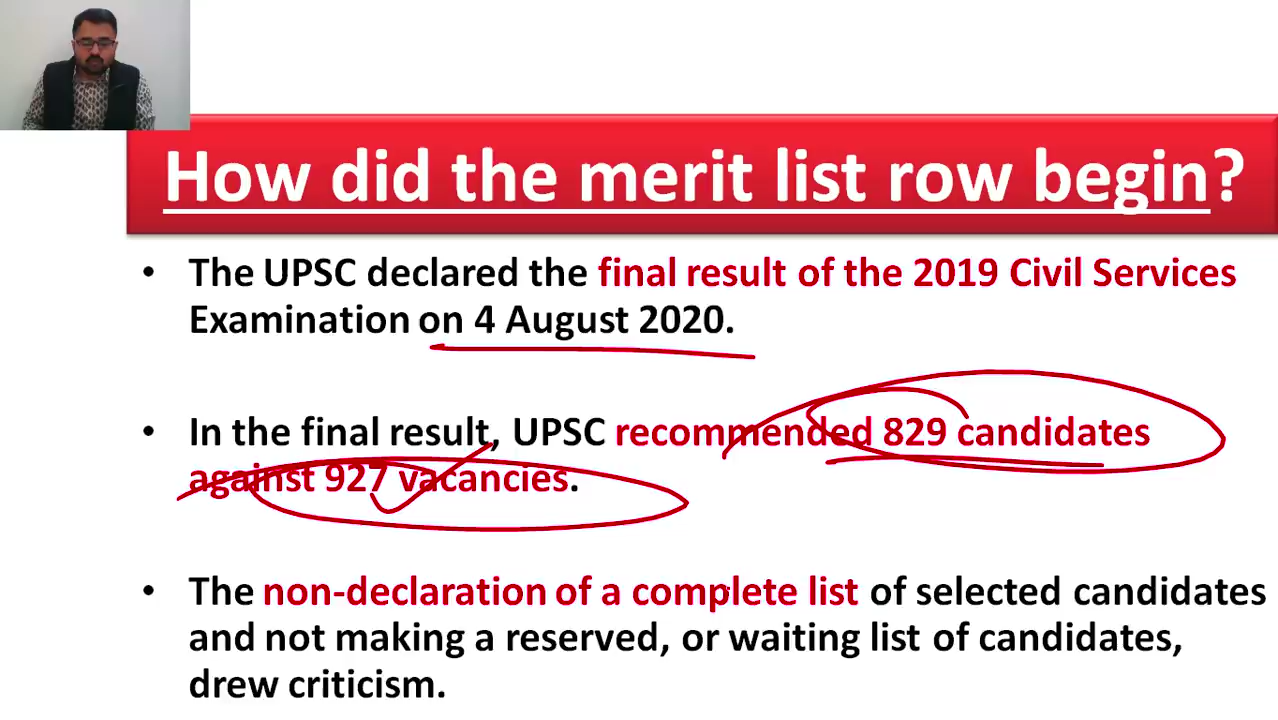 How did the merit list row begin?
• The UPSC declared the final result of the 2019 Civil Services
Examination on 4 August 2020.
• In the final result, UPSC recommended 829 candidates
against 927 vacancies.
• The non-declaration of a complete list of selected candidates
and not making a reserved, or waiting list of candidates,
drew criticism.